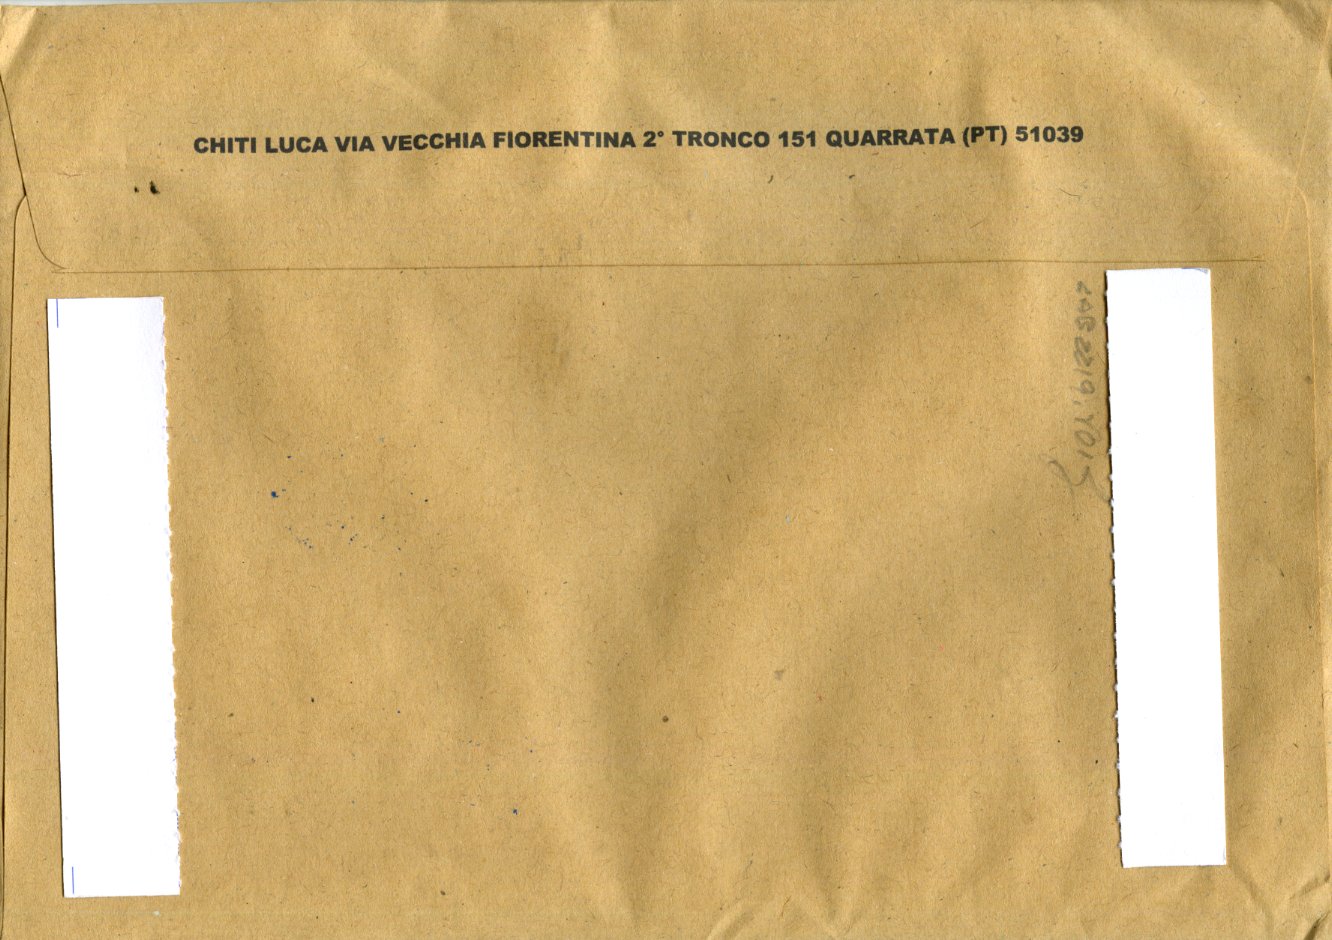 CHITI LUCA VIA VECCHIA FIORENTINA 2° TRONCO 151 QUARRATA (PT) 51039